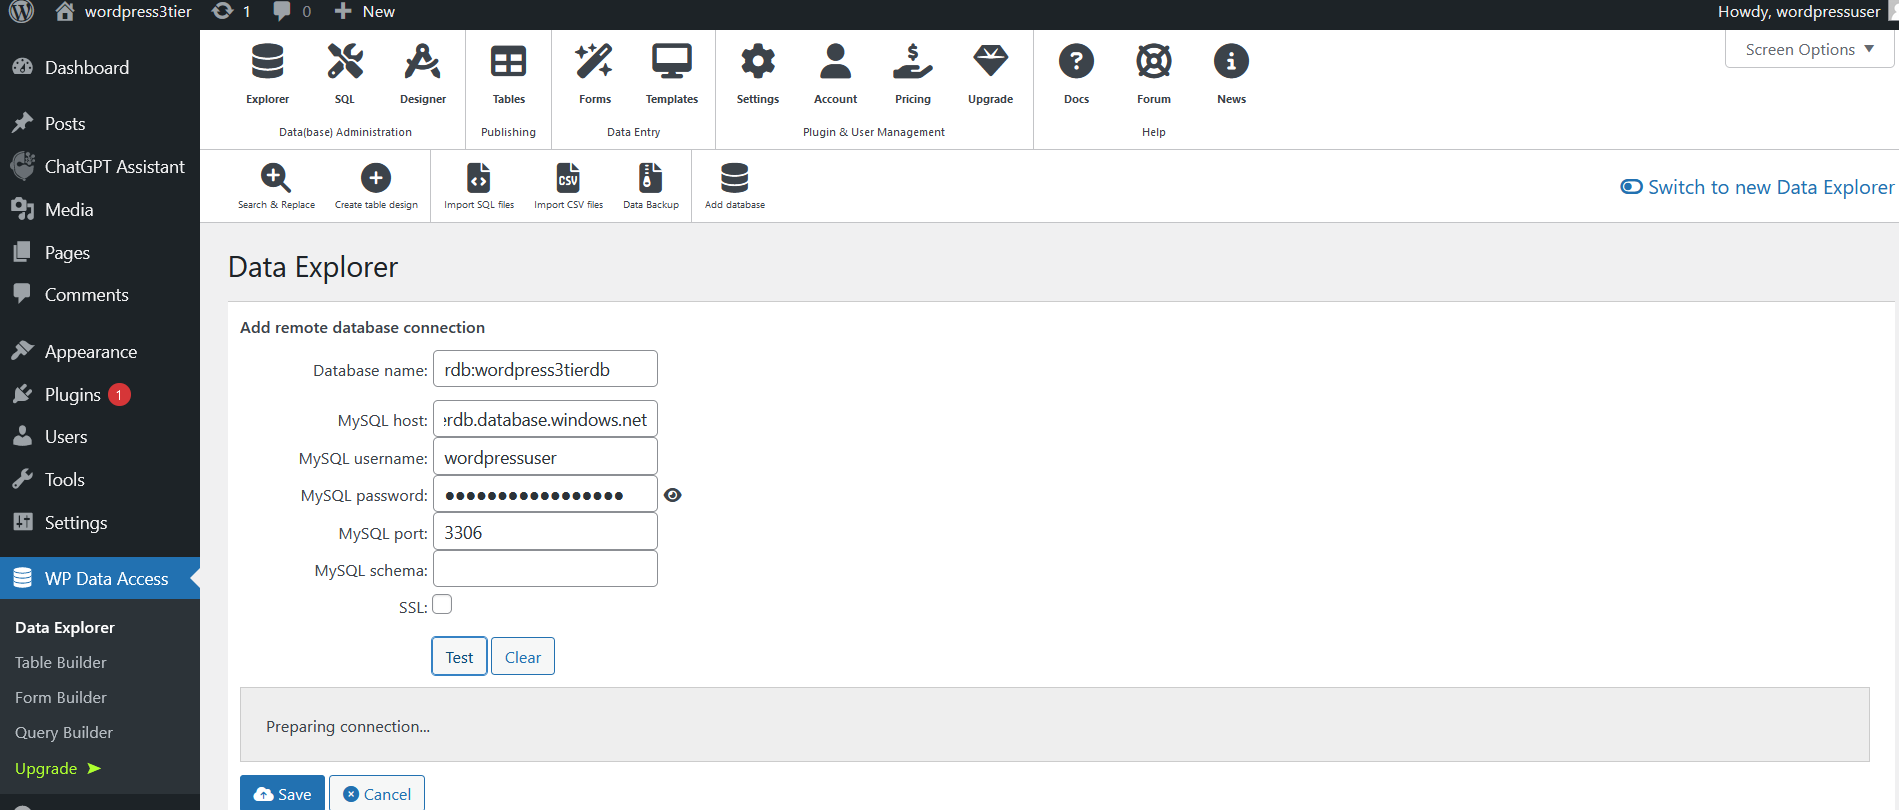 wordpress3tier 1 0 New Howdy, wordpressuser
Screen Options
Explorer SQL Designer Tables Forms Templates Settings Account Pricing Upgrade Docs Forum News
Data(base) Administration Publishing Data Entry Plugin & User Management Help
CSV
Search & Replace Create table design Import SQL files Import CSV files Data Backup Add database
Switch to new Data Explorer
Dashboard
Posts
ChatGPT Assistant
Media
Pages
Comments
Appearance
Plugins 1
Users
Tools
Settings
WP Data Access
Data Explorer
Table Builder
Form Builder
Query Builder
Upgrade
Data Explorer
Add remote database connection
Database name: rdb:wordpress3tierdb
MySQL host: erdb.database.windows.net
MySQL username: wordpressuser
MySQL password: •••••••••••••••••
MySQL port: 3306
MySQL schema:
SSL:
Test Clear
Preparing connection...
Save Cancel